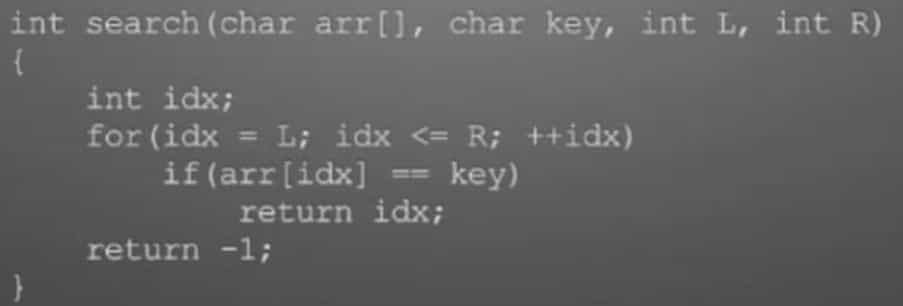 int search(char arr[], char key, int L, int R)
{
    int idx;
    for(idx = L; idx <= R; ++idx)
        if(arr[idx] == key)
            return idx;
    return -1;
}